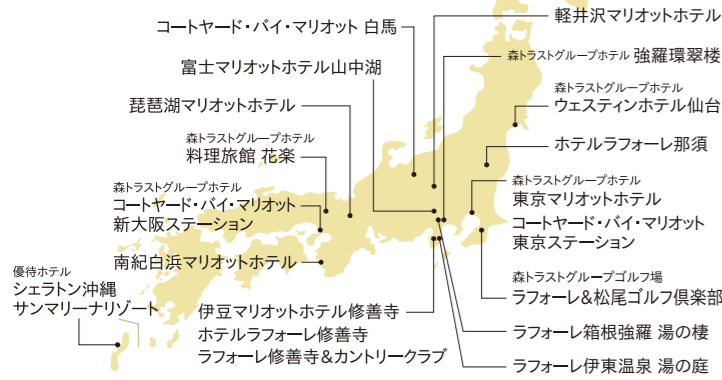 コートヤード・バイ・マリオット 白馬
富士マリオットホテル山中湖
琵琶湖マリオットホテル
森トラストグループホテル
料理旅館 花楽
森トラストグループホテル
コートヤード・バイ・マリオット
新大阪ステーション
南紀白浜マリオットホテル
優待ホテル
シェラトン沖縄
サンマリーナリゾート
伊豆マリオットホテル修善寺
ホテルラフォーレ修善寺
ラフォーレ修善寺&カントリークラブ
軽井沢マリオットホテル
森トラストグループホテル 強羅環翠楼
森トラストグループホテル
ウェスティンホテル仙台
ホテルラフォーレ那須
森トラストグループホテル
東京マリオットホテル
コートヤード・バイ・マリオット
東京ステーション
森トラストグループゴルフ場
ラフォーレ&松尾ゴルフ倶楽部
ラフォーレ箱根強羅 湯の棲
ラフォーレ伊東温泉 湯の庭